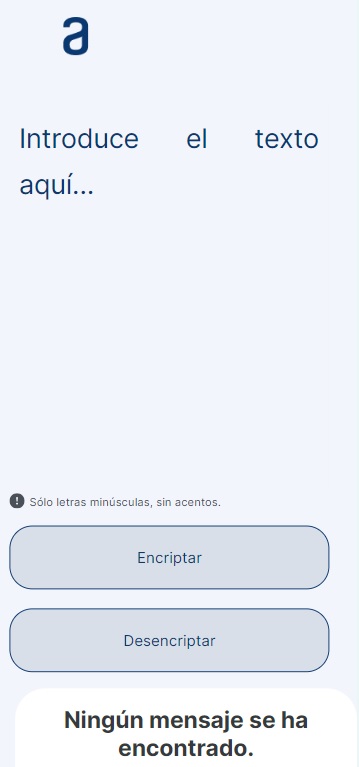 a
Introduce el texto
aquí...
! Sólo letras minúsculas, sin acentos.
Encriptar
Desencriptar
Ningún mensaje se ha
encontrado.